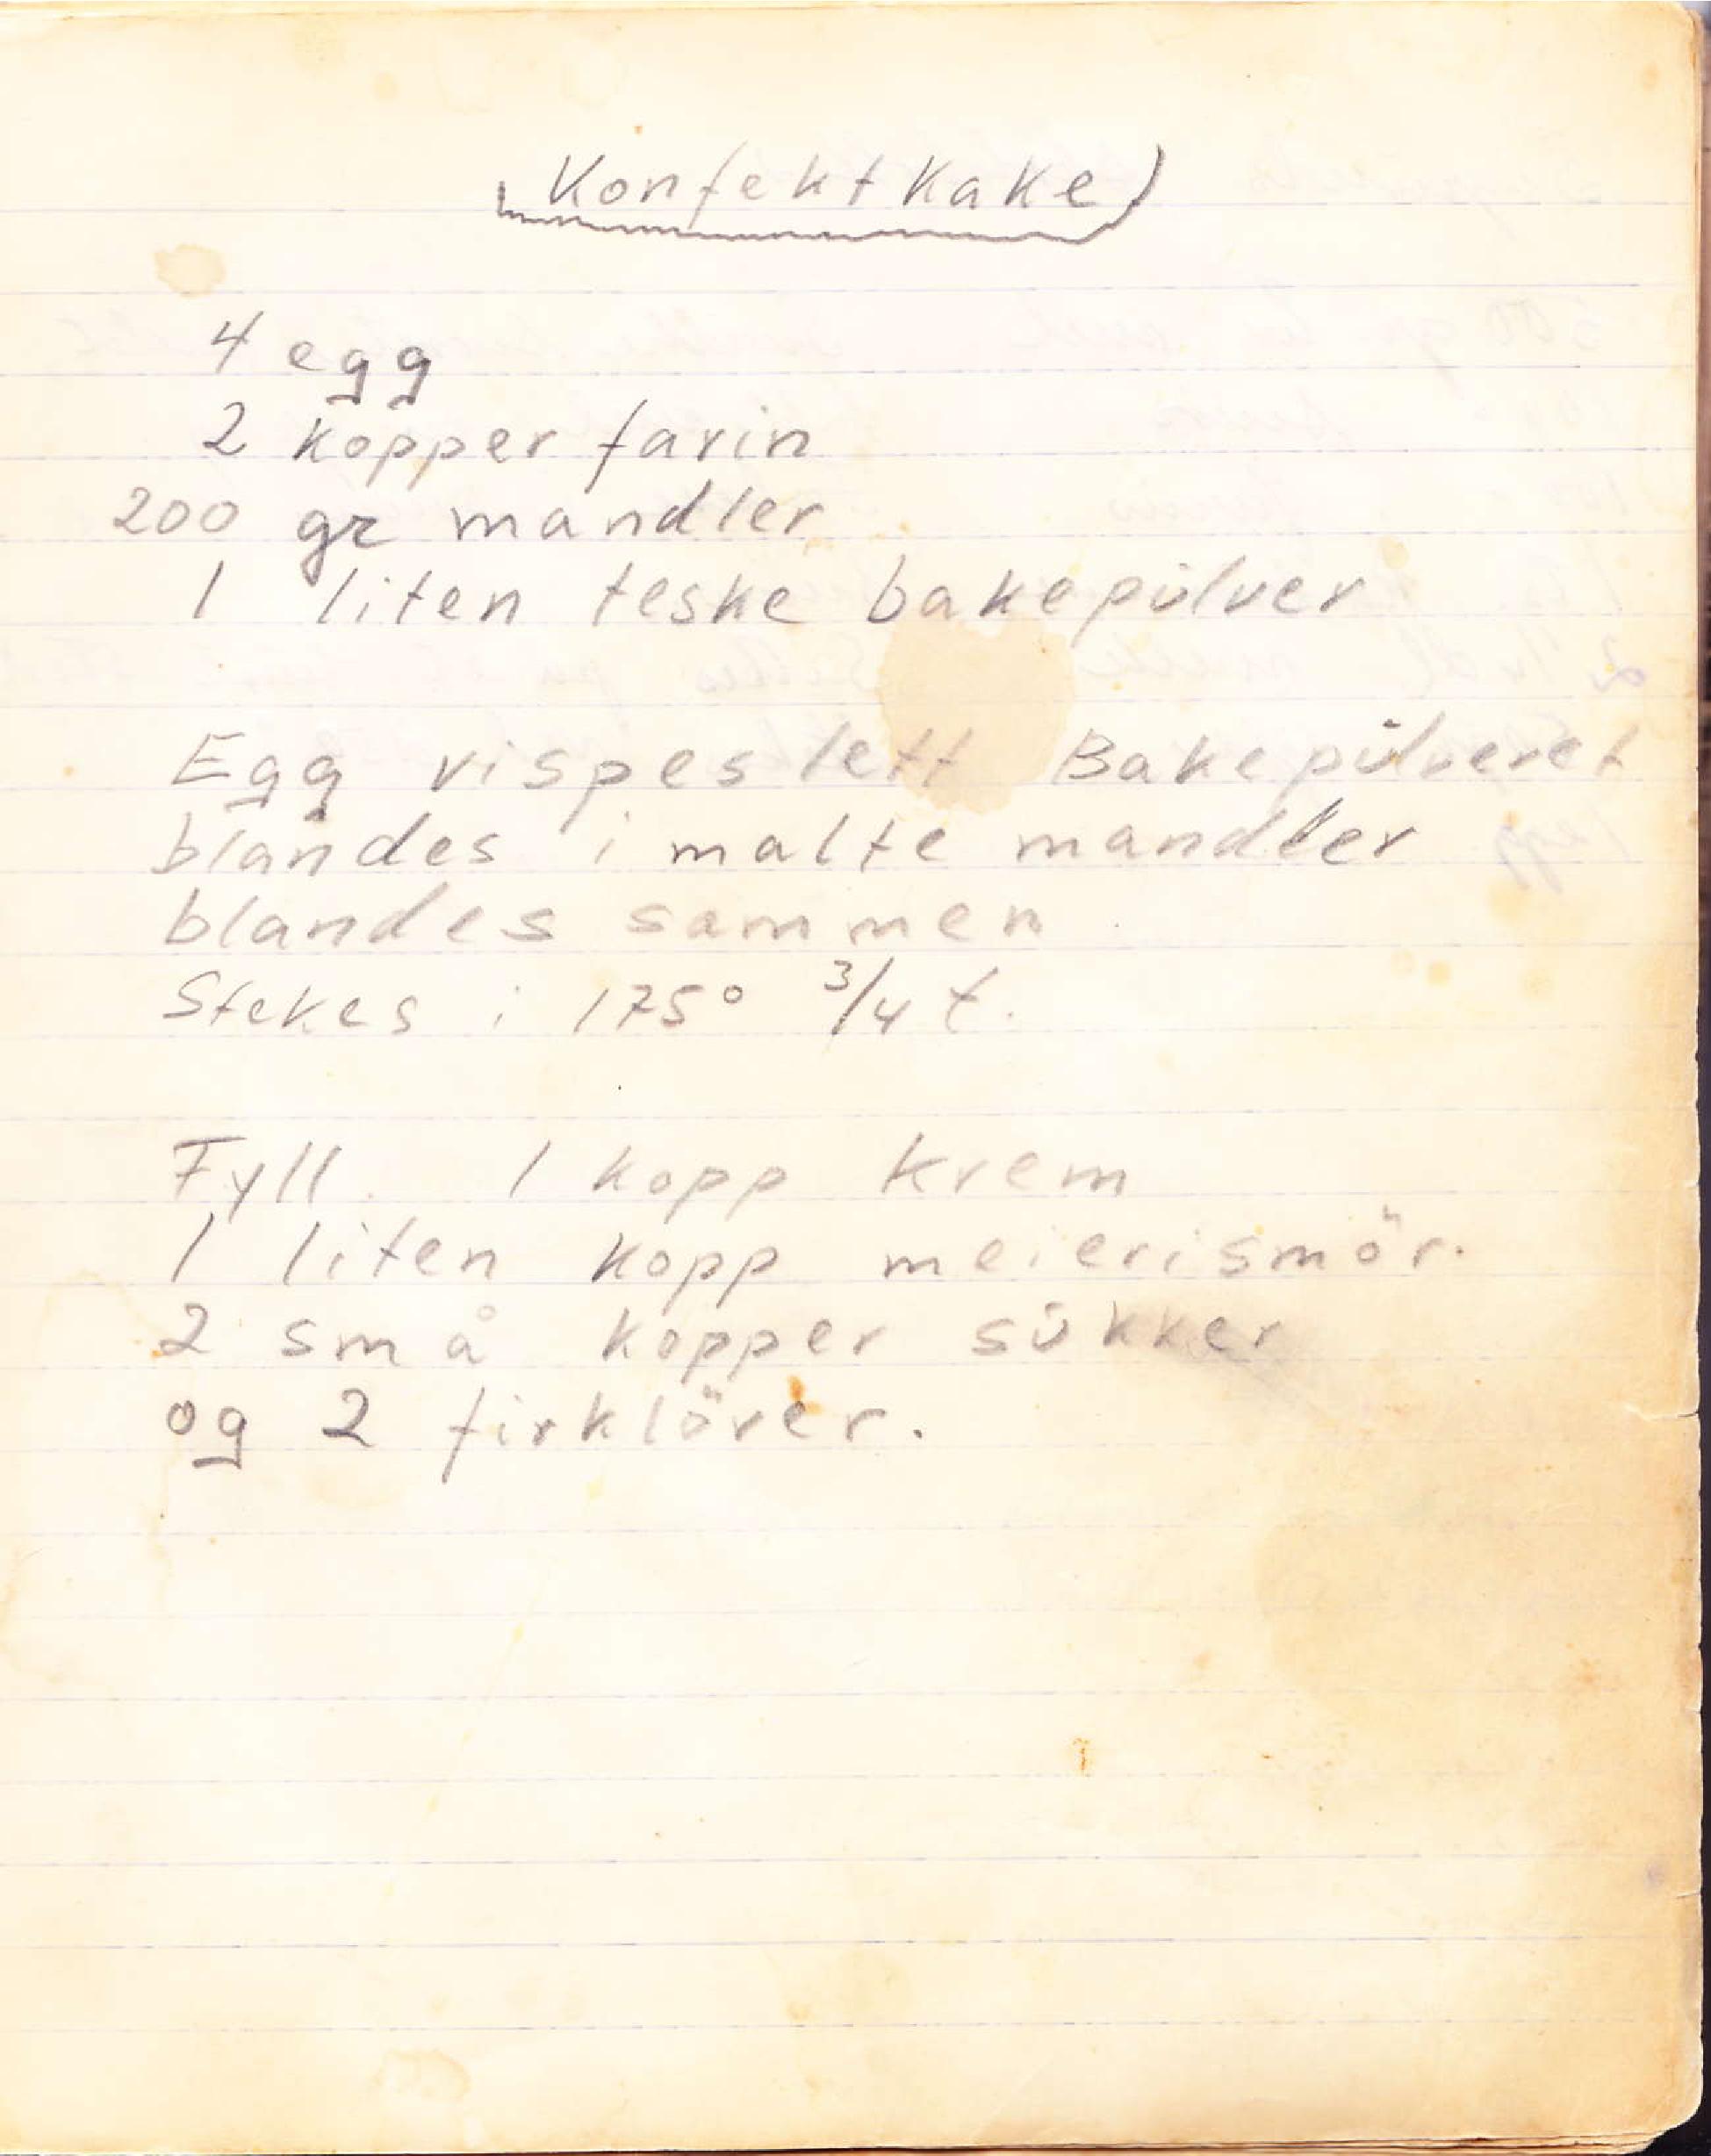 Konfektkake
4 egg
2 kopper farin
200 gr mandler
1 liten teske bakepülver
Egg vispes lett Bakepülveret
blandes i malte mandler
blandes sammen
Stekes i 175° 3/4 t.
Fyll. 1 kopp krem
1 liten kopp meierismör.
2 små kopper sükker
og 2 firklöver.